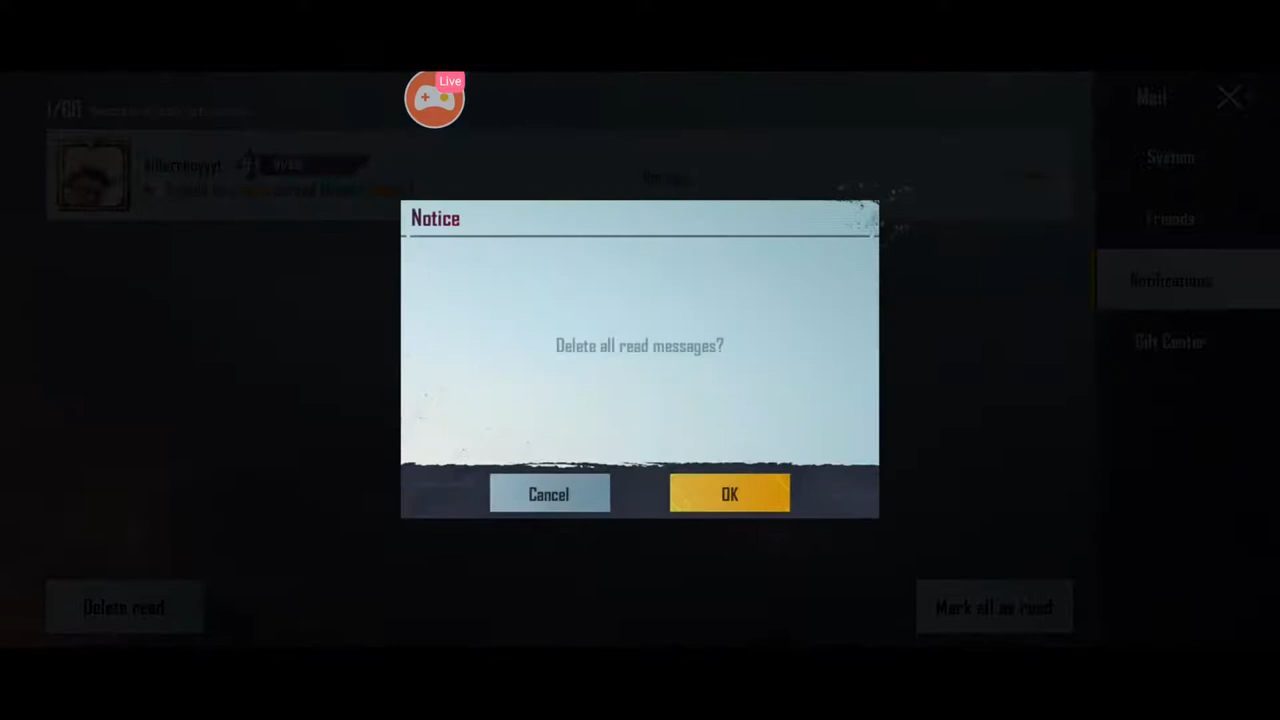 Live
1/60
Mail
System
Friends
Notifications
Gift Center
Notice
Delete all read messages?
Cancel
OK
Delete read
Mark all as read